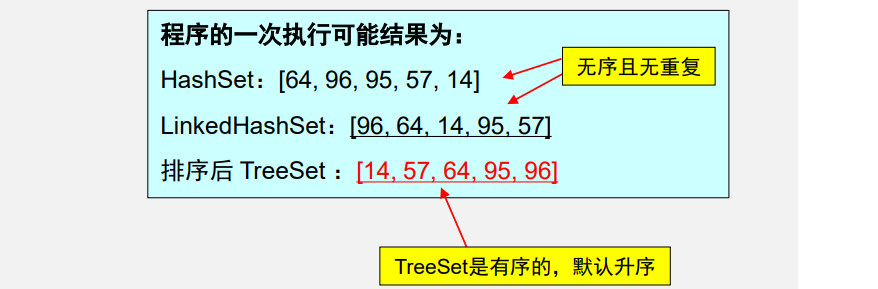 程序的一次执行可能结果为：
HashSet：[64, 96, 95, 57, 14]
无序且无重复
LinkedHashSet：[96, 64, 14, 95, 57]
排序后 TreeSet ：[14, 57, 64, 95, 96]
TreeSet是有序的，默认升序